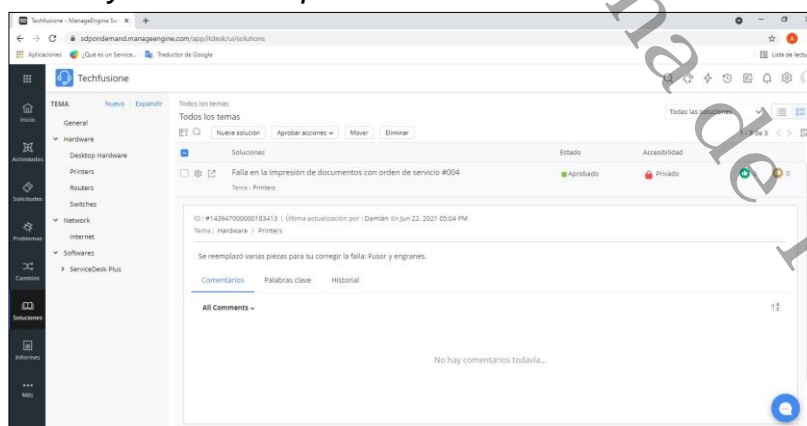 Techfusione - ManageEngine Ser
sdpondemand.manageengine.com/app/itdesk/ui/solutions
Aplicaciones
¿Qué es un Service...
Traductor de Google
Lista de lectu
Techfusione
TEMA
Nuevo | Expandir
General
Hardware
Desktop Hardware
Printers
Routers
Switches
Network
Internet
Softwares
ServiceDesk Plus
Inicio
Actividades
Solicitudes
Problemas
Cambios
Soluciones
Informes
Más
Todos los temas
Todos los temas
Todas las soluciones
Nueva solución
Aprobar acciones
Mover
Eliminar
de 3
Soluciones
Estado
Accesibilidad
Falla en la impresión de documentos con orden de servicio #004
Aprobado
Privado
0
Tema : Printers
ID : #143947000000183413 | Última actualización por : Damián En Jun 22, 2021 05:04 PM
Tema : Hardware / Printers
Se reemplazó varias piezas para su corregir la falla: Fusor y engranes.
Comentarios
Palabras clave
Historial
All Comments
No hay comentarios todavía...